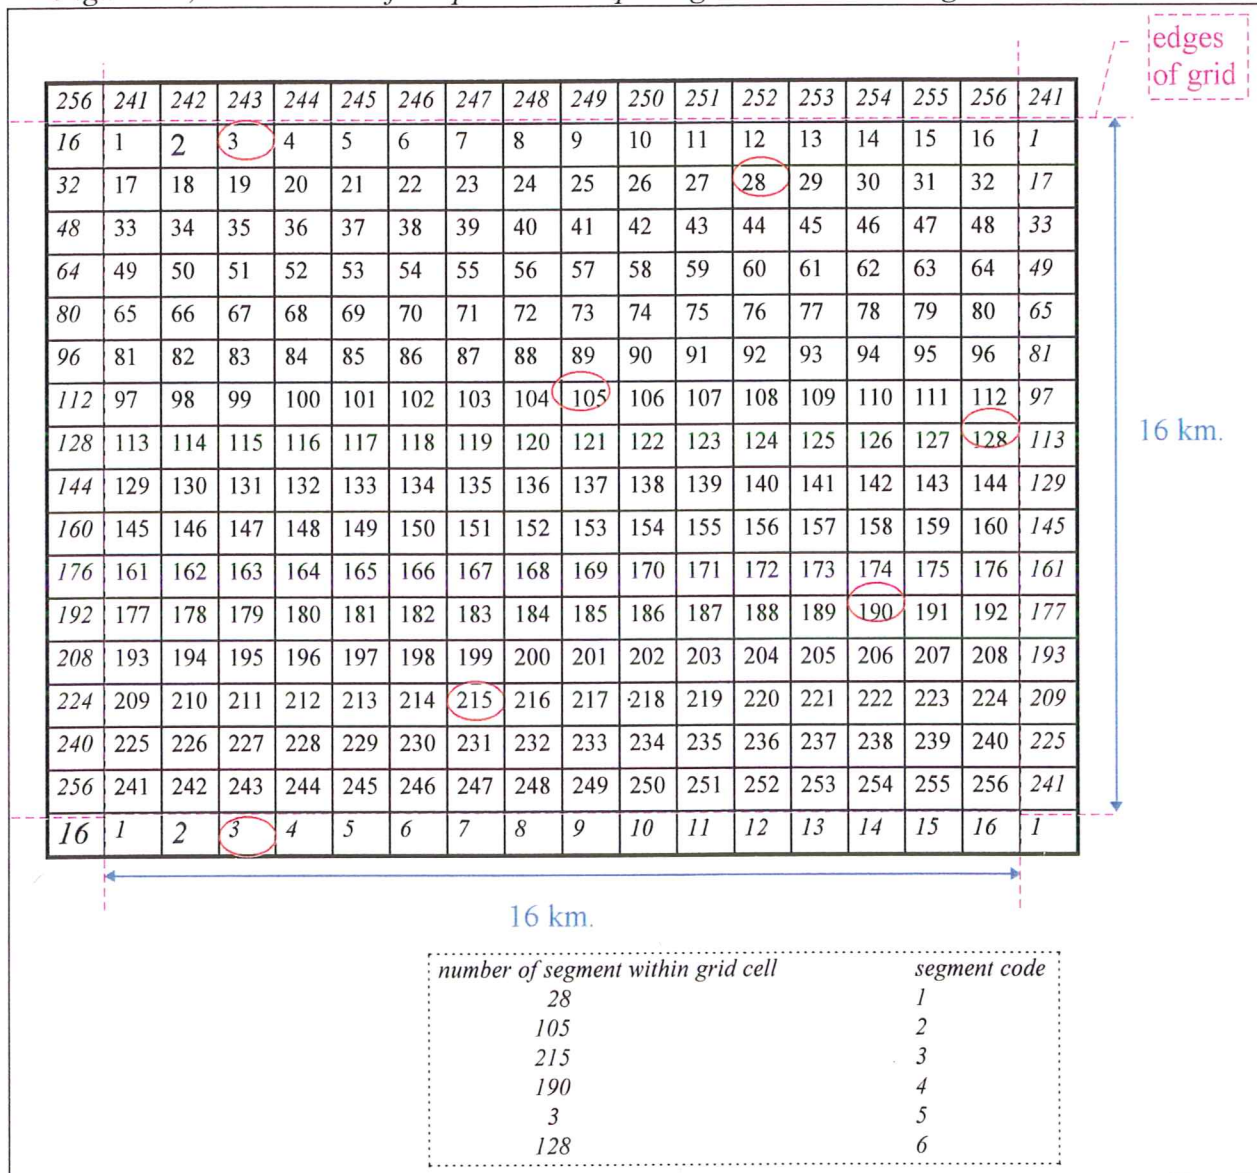 edges
of grid
256 241 242 243 244 245 246 247 248 249 250 251 252 253 254 255 256 241
16 1 2 3 4 5 6 7 8 9 10 11 12 13 14 15 16 1
32 17 18 19 20 21 22 23 24 25 26 27 28 29 30 31 32 17
48 33 34 35 36 37 38 39 40 41 42 43 44 45 46 47 48 33
64 49 50 51 52 53 54 55 56 57 58 59 60 61 62 63 64 49
80 65 66 67 68 69 70 71 72 73 74 75 76 77 78 79 80 65
96 81 82 83 84 85 86 87 88 89 90 91 92 93 94 95 96 81
112 97 98 99 100 101 102 103 104 105 106 107 108 109 110 111 112 97
128 113 114 115 116 117 118 119 120 121 122 123 124 125 126 127 128 113
16 km.
144 129 130 131 132 133 134 135 136 137 138 139 140 141 142 143 144 129
160 145 146 147 148 149 150 151 152 153 154 155 156 157 158 159 160 145
176 161 162 163 164 165 166 167 168 169 170 171 172 173 174 175 176 161
192 177 178 179 180 181 182 183 184 185 186 187 188 189 190 191 192 177
208 193 194 195 196 197 198 199 200 201 202 203 204 205 206 207 208 193
224 209 210 211 212 213 214 215 216 217 218 219 220 221 222 223 224 209
240 225 226 227 228 229 230 231 232 233 234 235 236 237 238 239 240 225
256 241 242 243 244 245 246 247 248 249 250 251 252 253 254 255 256 241
16 1 2 3 4 5 6 7 8 9 10 11 12 13 14 15 16 1
16 km.
number of segment within grid cell segment code
28 1
105 2
215 3
190 4
3 5
128 6